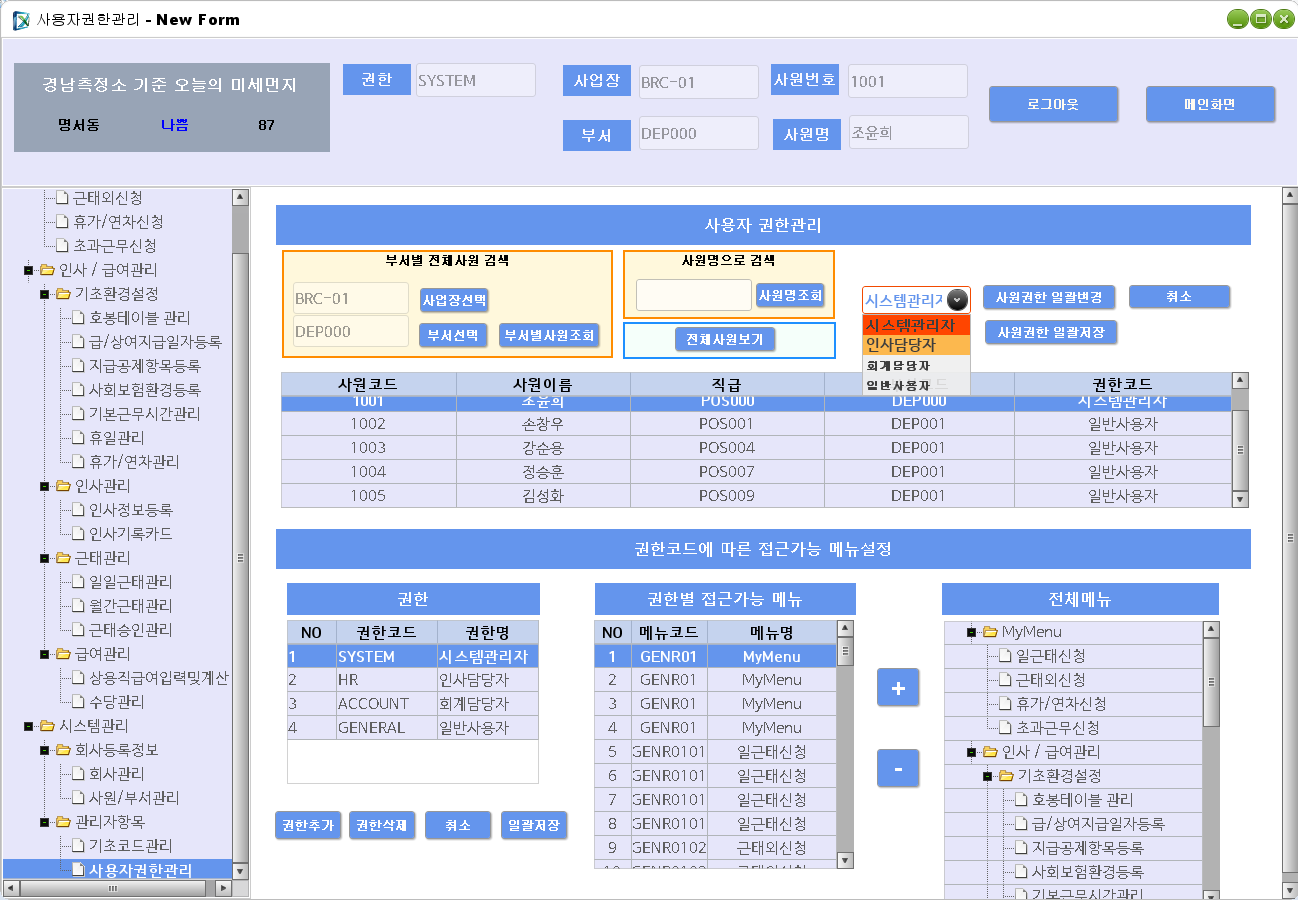 사용자권한관리 - New Form
경남측정소 기준 오늘의 미세먼지
명서동 나쁨 87
권한 SYSTEM
사업장 BRC-01 사원번호 1001
부서 DEP000 사원명 조윤희
로그아웃 메인화면
근태외신청
휴가/연차신청
초과근무신청
인사 / 급여관리
기초환경설정
호봉테이블 관리
급/상여지급일자등록
지급공제항목등록
사회보험환경등록
기본근무시간관리
휴일관리
휴가/연차관리
인사관리
인사정보등록
인사기록카드
근태관리
일일근태관리
월간근태관리
근태승인관리
급여관리
상용직급여입력및계산
수당관리
시스템관리
회사등록정보
회사관리
사원/부서관리
관리자항목
기초코드관리
사용자권한관리
사용자 권한관리
부서별 전체사원 검색
BRC-01 사업장선택
DEP000 부서선택 부서별사원조회
사원명으로 검색
사원명조회
전체사원보기
시스템관리자
시스템관리자
인사담당자
회계담당자
일반사용자
사원권한 일괄변경 취소
사원권한 일괄저장
사원코드 사원이름 직급 코드 권한코드
1001 조윤희 POS000 DEP000 시스템관리자
1002 손창우 POS001 DEP001 일반사용자
1003 강순용 POS004 DEP001 일반사용자
1004 정승훈 POS007 DEP001 일반사용자
1005 김성화 POS009 DEP001 일반사용자
권한코드에 따른 접근가능 메뉴설정
권한
NO 권한코드 권한명
1 SYSTEM 시스템관리자
2 HR 인사담당자
3 ACCOUNT 회계담당자
4 GENERAL 일반사용자
권한추가 권한삭제 취소 일괄저장
권한별 접근가능 메뉴
NO 메뉴코드 메뉴명
1 GENR01 MyMenu
2 GENR01 MyMenu
3 GENR01 MyMenu
4 GENR01 MyMenu
5 GENR0101 일근태신청
6 GENR0101 일근태신청
7 GENR0101 일근태신청
8 GENR0101 일근태신청
9 GENR0102 근태외신청
10 GENR0102 근태외신청
+
-
전체메뉴
MyMenu
일근태신청
근태외신청
휴가/연차신청
초과근무신청
인사 / 급여관리
기초환경설정
호봉테이블 관리
급/상여지급일자등록
지급공제항목등록
사회보험환경등록
기본근무시간관리